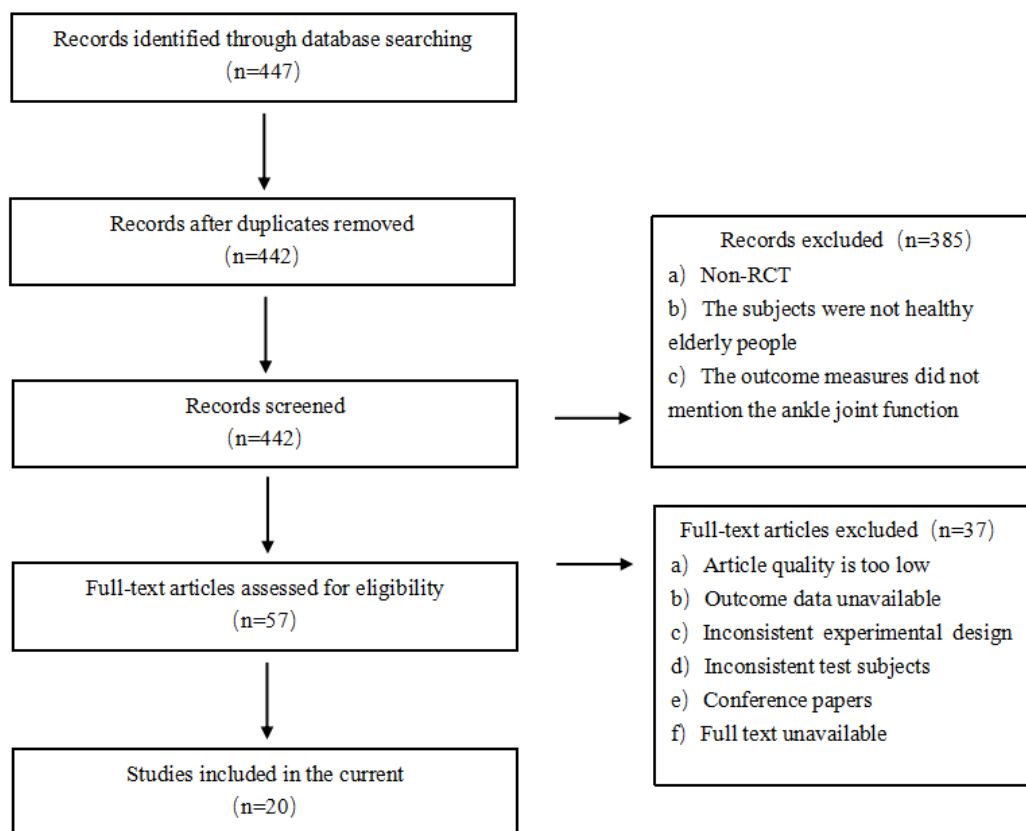 Records identified through database searching
(n=447)
Records after duplicates removed
(n=442)
Records excluded (n=385)
a) Non-RCT
b) The subjects were not healthy
elderly people
c) The outcome measures did not
mention the ankle joint function
Records screened
(n=442)
Full-text articles excluded (n=37)
a) Article quality is too low
b) Outcome data unavailable
c) Inconsistent experimental design
d) Inconsistent test subjects
e) Conference papers
f) Full text unavailable
Full-text articles assessed for eligibility
(n=57)
Studies included in the current
(n=20)